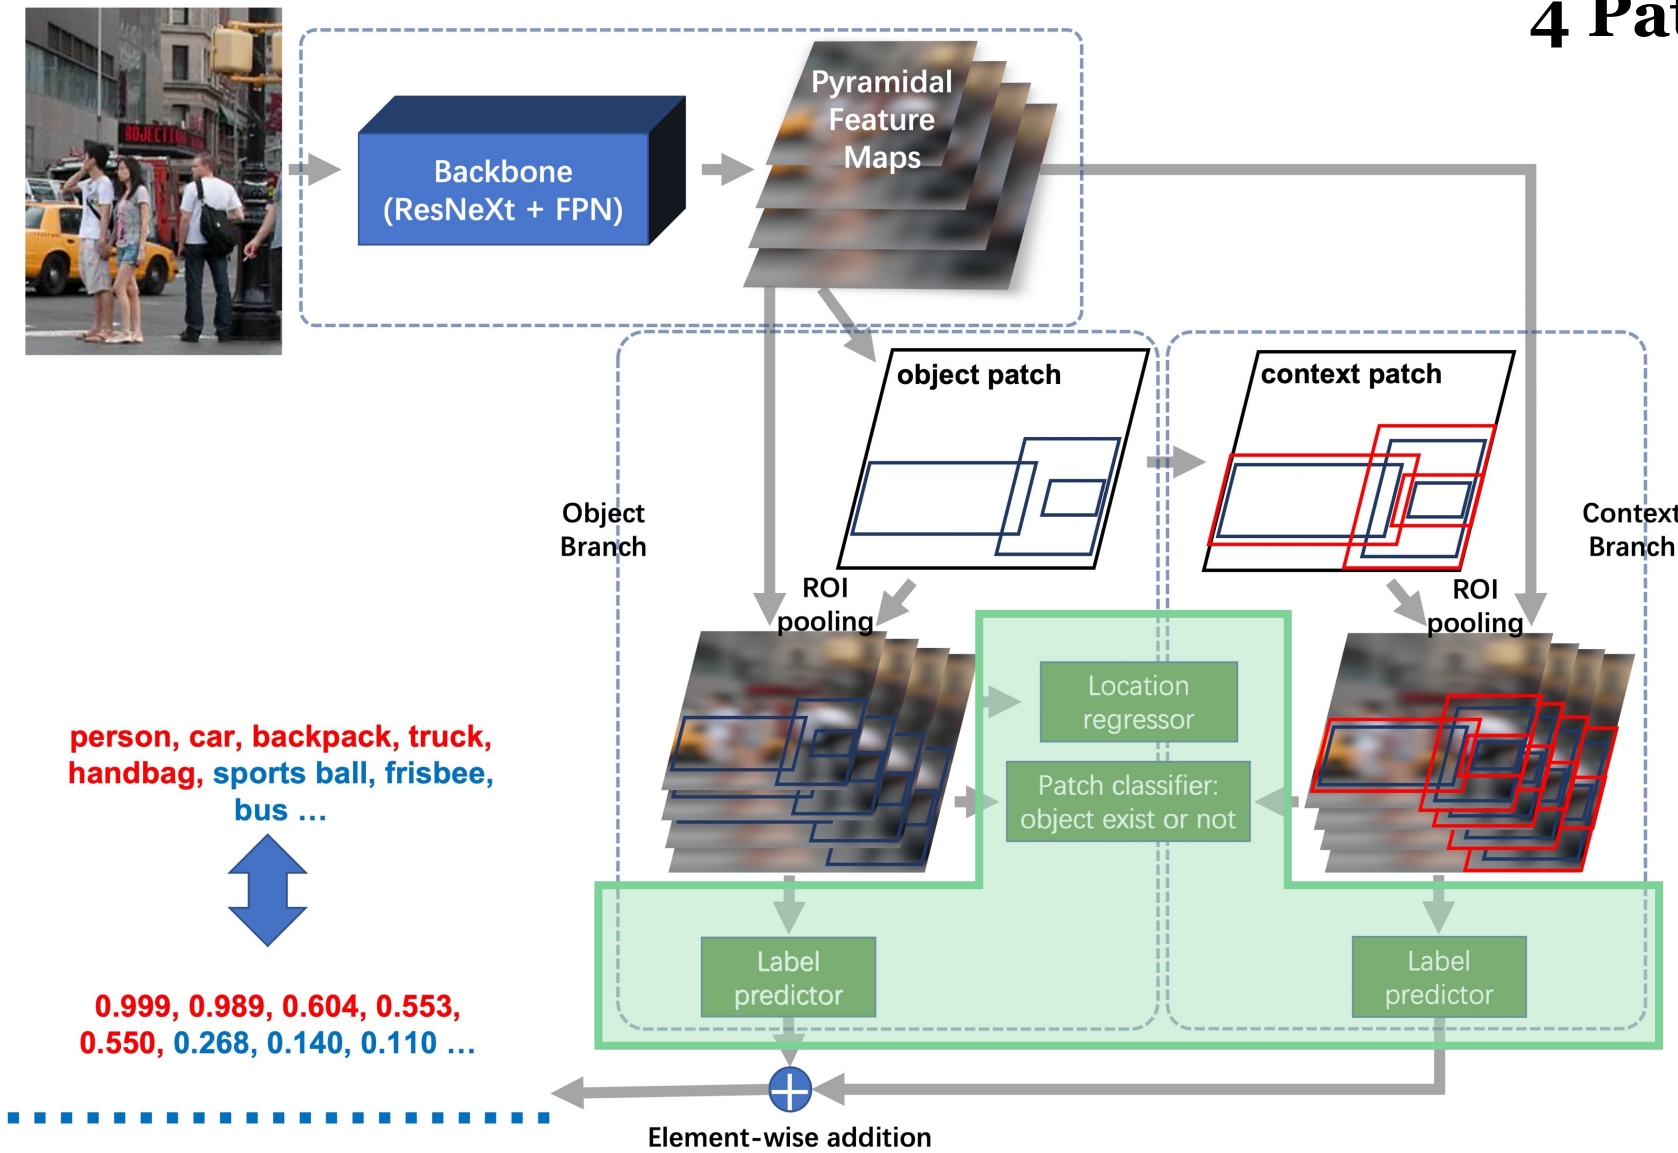 4 Pat
Pyramidal
Feature
Maps
Backbone
(ResNeXt + FPN)
ROJECTI
object patch
context patch
Object
Branch
Context
Branch
ROI
pooling
ROI
pooling
Location
regressor
Patch classifier:
object exist or not
person, car, backpack, truck,
handbag, sports ball, frisbee,
bus ...
0.999, 0.989, 0.604, 0.553,
0.550, 0.268, 0.140, 0.110 ...
Label
predictor
Label
predictor
Element-wise addition